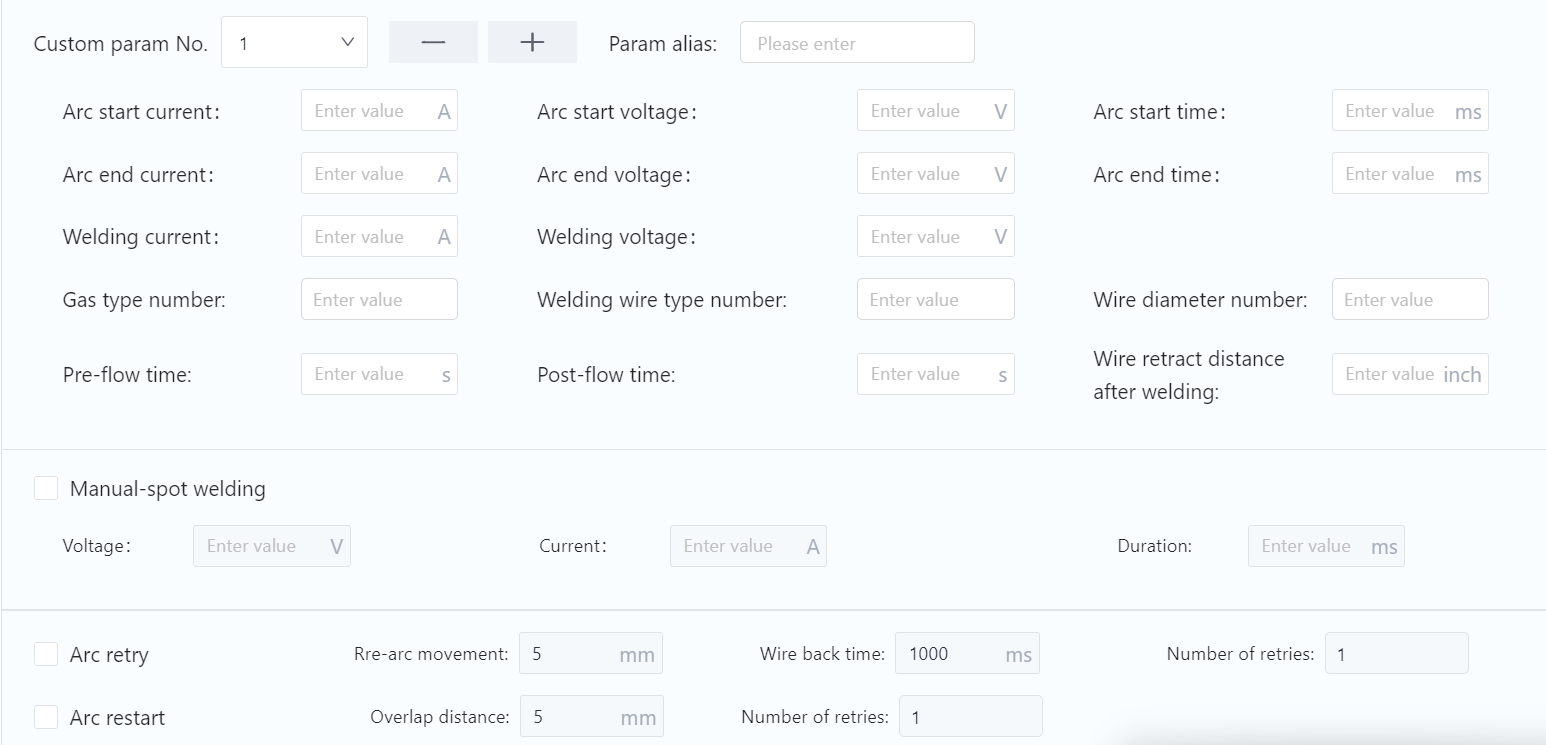 Custom param No. 1 — + Param alias: Please enter
Arc start current: Enter value A Arc start voltage: Enter value V Arc start time: Enter value ms
Arc end current: Enter value A Arc end voltage: Enter value V Arc end time: Enter value ms
Welding current: Enter value A Welding voltage: Enter value V
Gas type number: Enter value Welding wire type number: Enter value Wire diameter number: Enter value
Pre-flow time: Enter value s Post-flow time: Enter value s Wire retract distance
after welding: Enter value inch
Manual-spot welding
Voltage: Enter value V Current: Enter value A Duration: Enter value ms
Arc retry Rre-arc movement: 5 mm Wire back time: 1000 ms Number of retries: 1
Arc restart Overlap distance: 5 mm Number of retries: 1